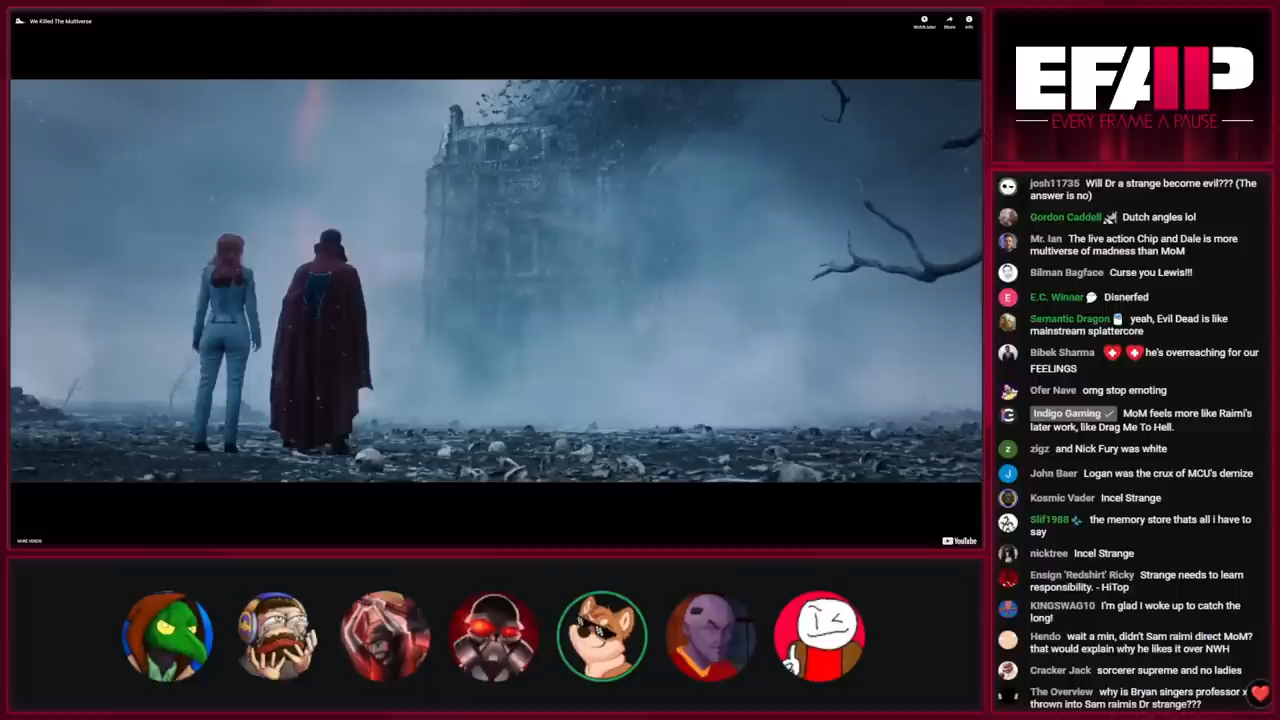 We Killed The Multiverse
Watch later
Share
Info
MORE VIDEOS
YouTube
EFAP
EVERY FRAME A PAUSE
josh11735 Will Dr a strange become evil??? (The
answer is no)
Gordon Caddell Dutch angles lol
Mr. Ian The live action Chip and Dale is more
multiverse of madness than MoM
Bilman Bagface Curse you Lewis!!!
E
E.C. Winner Disnerfed
Semantic Dragon yeah, Evil Dead is like
mainstream splattercore
Bibek Sharma he's overreaching for our
FEELINGS
Ofer Nave omg stop emoting
Indigo Gaming MoM feels more like Raimi's
later work, like Drag Me To Hell.
z
zigz and Nick Fury was white
J
John Baer Logan was the crux of MCU's demize
Kosmic Vader Incel Strange
Slif1988 the memory store thats all i have to
say
nicktree Incel Strange
Ensign 'Redshirt' Ricky Strange needs to learn
responsibility. - HiTop
KINGSWAG10 I'm glad I woke up to catch the
long!
Hendo wait a min, didn't Sam raimi direct MoM?
that would explain why he likes it over NWH
Cracker Jack sorcerer supreme and no ladies
The Overview why is Bryan singers professor x
thrown into Sam raimis Dr strange???